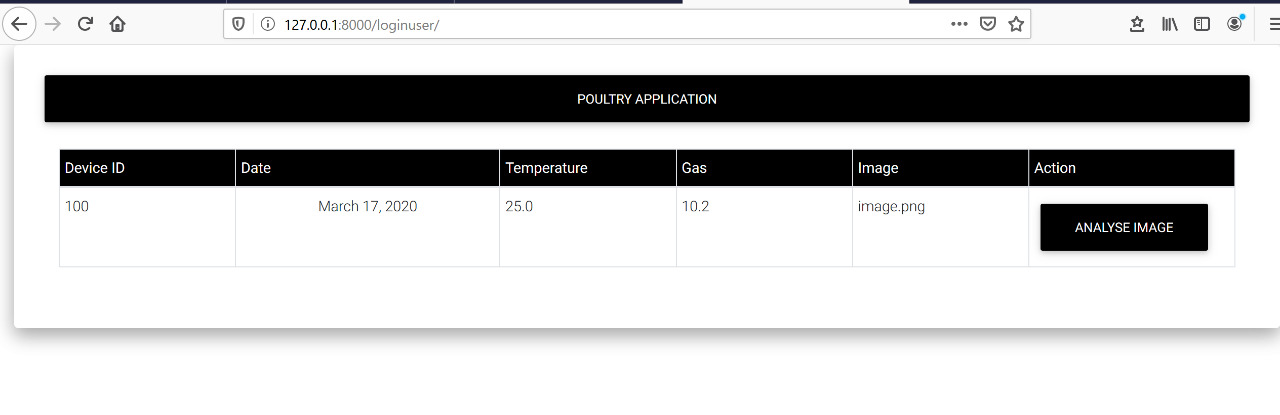 127.0.0.1:8000/loginuser/
POULTRY APPLICATION
Device ID Date Temperature Gas Image Action
100 March 17, 2020 25.0 10.2 image.png
ANALYSE IMAGE